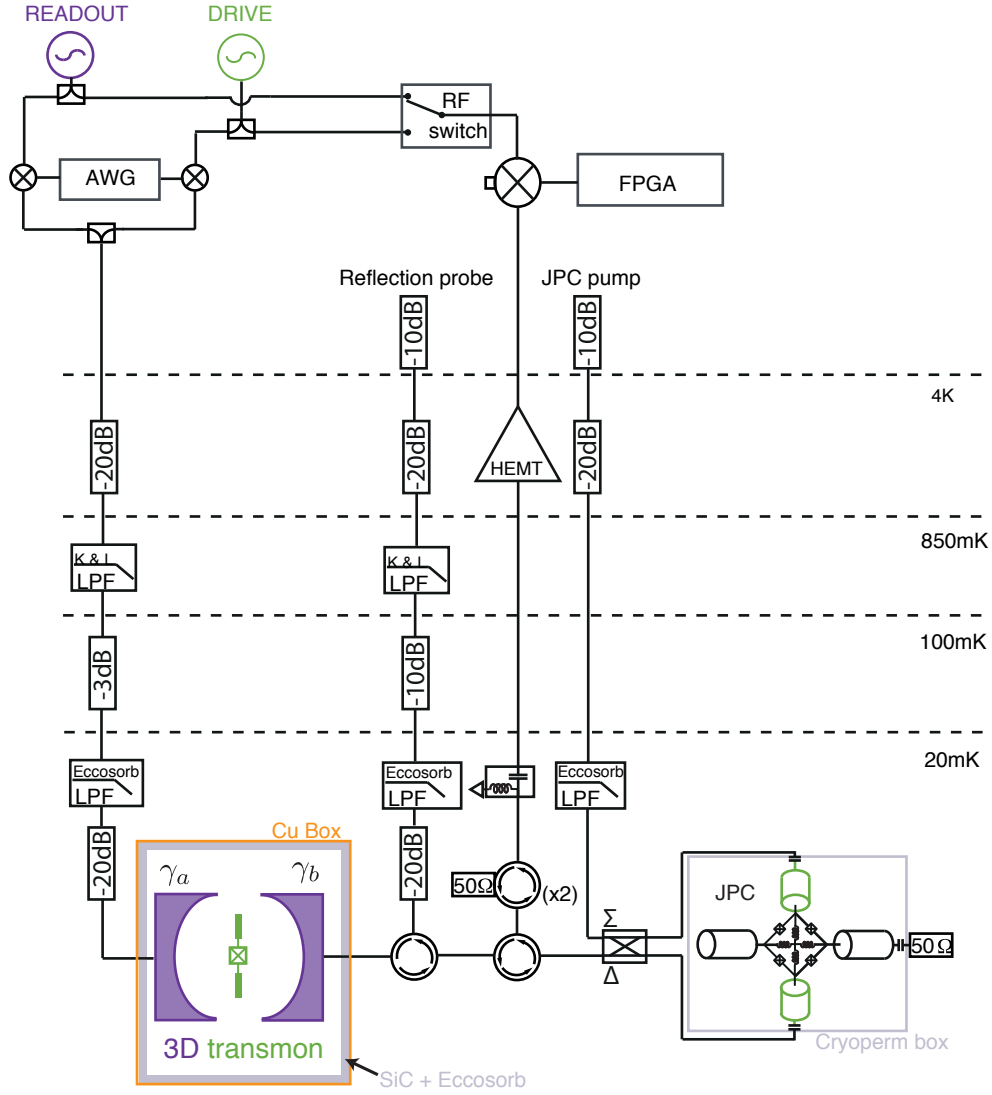 READOUT
DRIVE
RF
switch
AWG
FPGA
Reflection probe
JPC pump
-10dB
-10dB
4K
-20dB
-20dB
HEMT
-20dB
850mK
K & L
LPF
K & L
LPF
100mK
-3dB
-10dB
20mK
Eccosorb
LPF
Eccosorb
LPF
Eccosorb
LPF
Cu Box
-20dB
-20dB
50Ω
(x2)
γa
γb
Σ
Δ
JPC
50Ω
3D transmon
Cryoperm box
SiC + Eccosorb